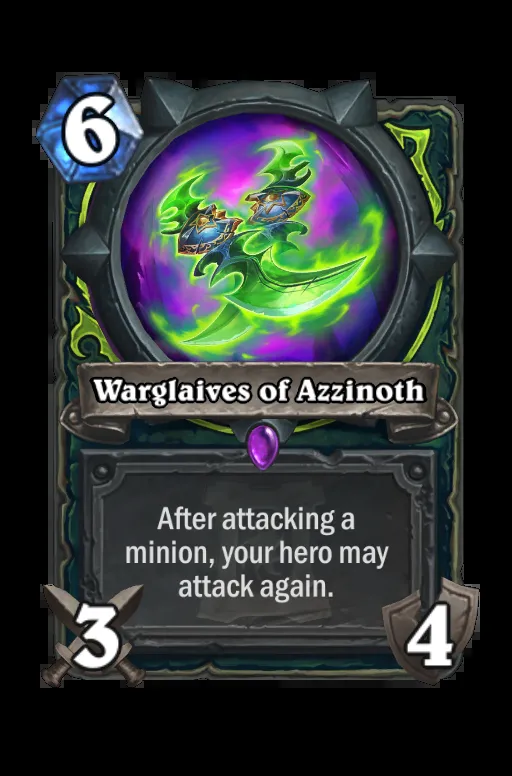 6
Warglaives of Azzinoth
After attacking a
minion, your hero may
attack again.
3
4